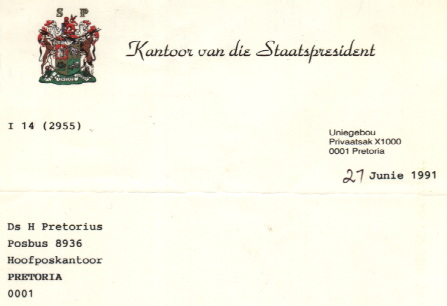 S P
Kantoor van die Staatspresident
I 14 (2955)
Uniegebou
Privaatsak X1000
0001 Pretoria
27 Junie 1991
Ds H Pretorius
Posbus 8936
Hoofposkantoor
PRETORIA
0001